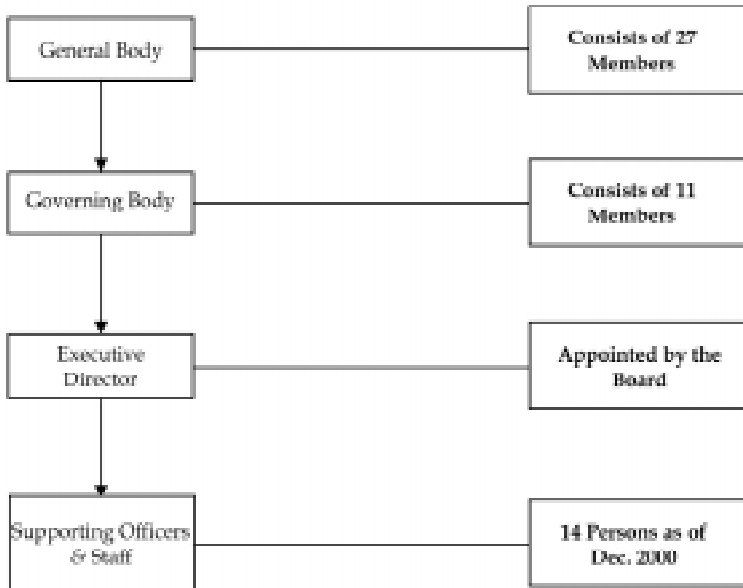 General Body
Consists of 27
Members
Governing Body
Consists of 11
Members
Executive
Director
Appointed by the
Board
Supporting Officers
& Staff
14 Persons as of
Dec. 2000